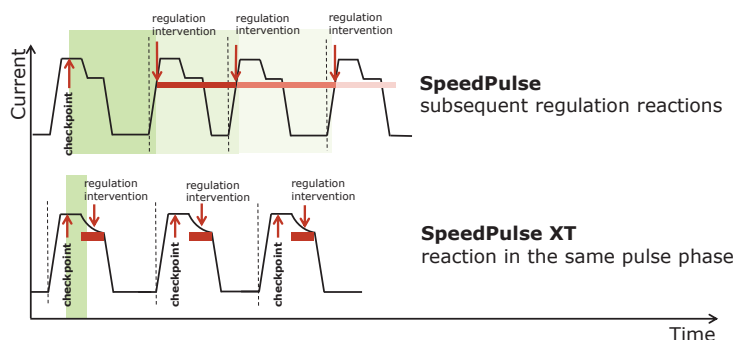 regulation
intervention
regulation
intervention
regulation
intervention
Current
checkpoint
SpeedPulse
subsequent regulation reactions
regulation
intervention
regulation
intervention
regulation
intervention
checkpoint
checkpoint
checkpoint
SpeedPulse XT
reaction in the same pulse phase
Time